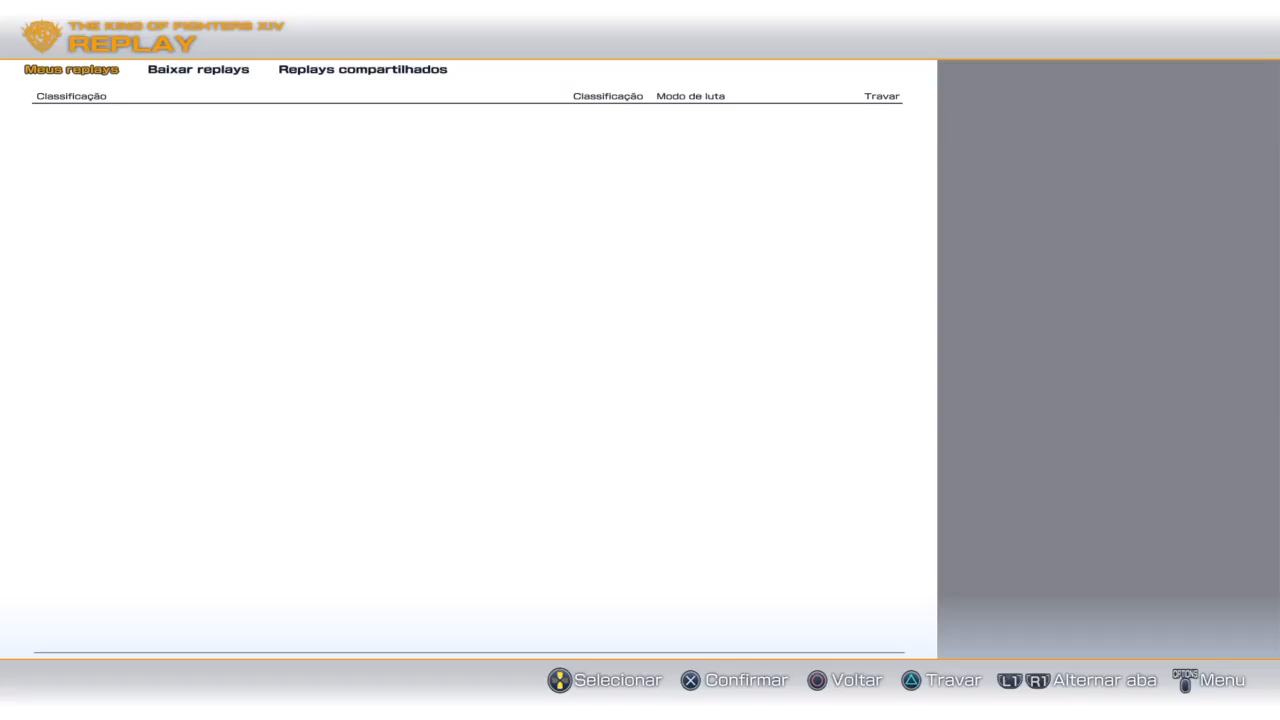 THE KING OF FIGHTERS XIV
REPLAY
Meus replays Baixar replays Replays compartilhados
Classificação Classificação Modo de luta Travar
Selecionar Confirmar Voltar Travar L1 R1 Alternar aba OPTIONS Menu